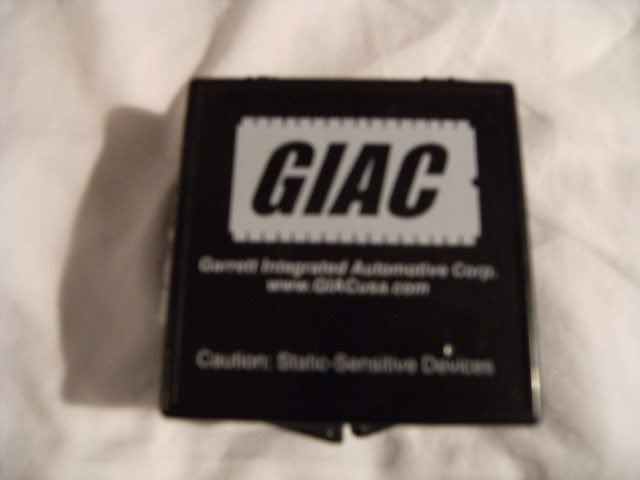 GIAC
Garrett Integrated Automotive Corp.
www.GIACusa.com
Caution: Static-Sensitive Devices